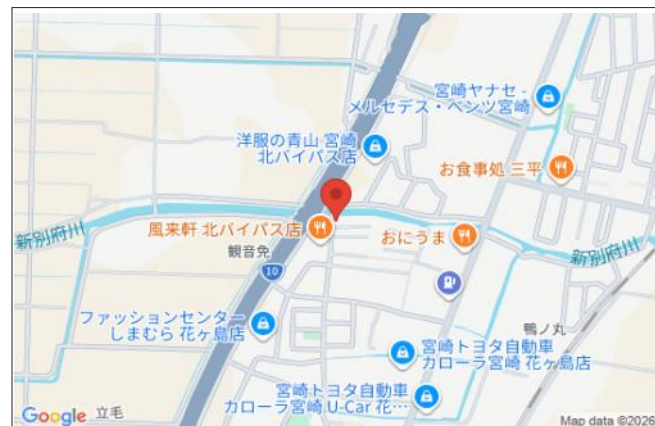 宮崎ヤナセ -
メルセデス・ベンツ宮崎
洋服の青山 宮崎
北バイパス店
お食事処 三平
風来軒 北バイパス店
おにうま
新別府川
新別府川
観音免
10
ファッションセンター
しまむら 花ヶ島店
鴨ノ丸
宮崎トヨタ自動車
カローラ宮崎 花ヶ島店
宮崎トヨタ自動車
カローラ宮崎 U-Car 花…
Google
立毛
Map data ©2026